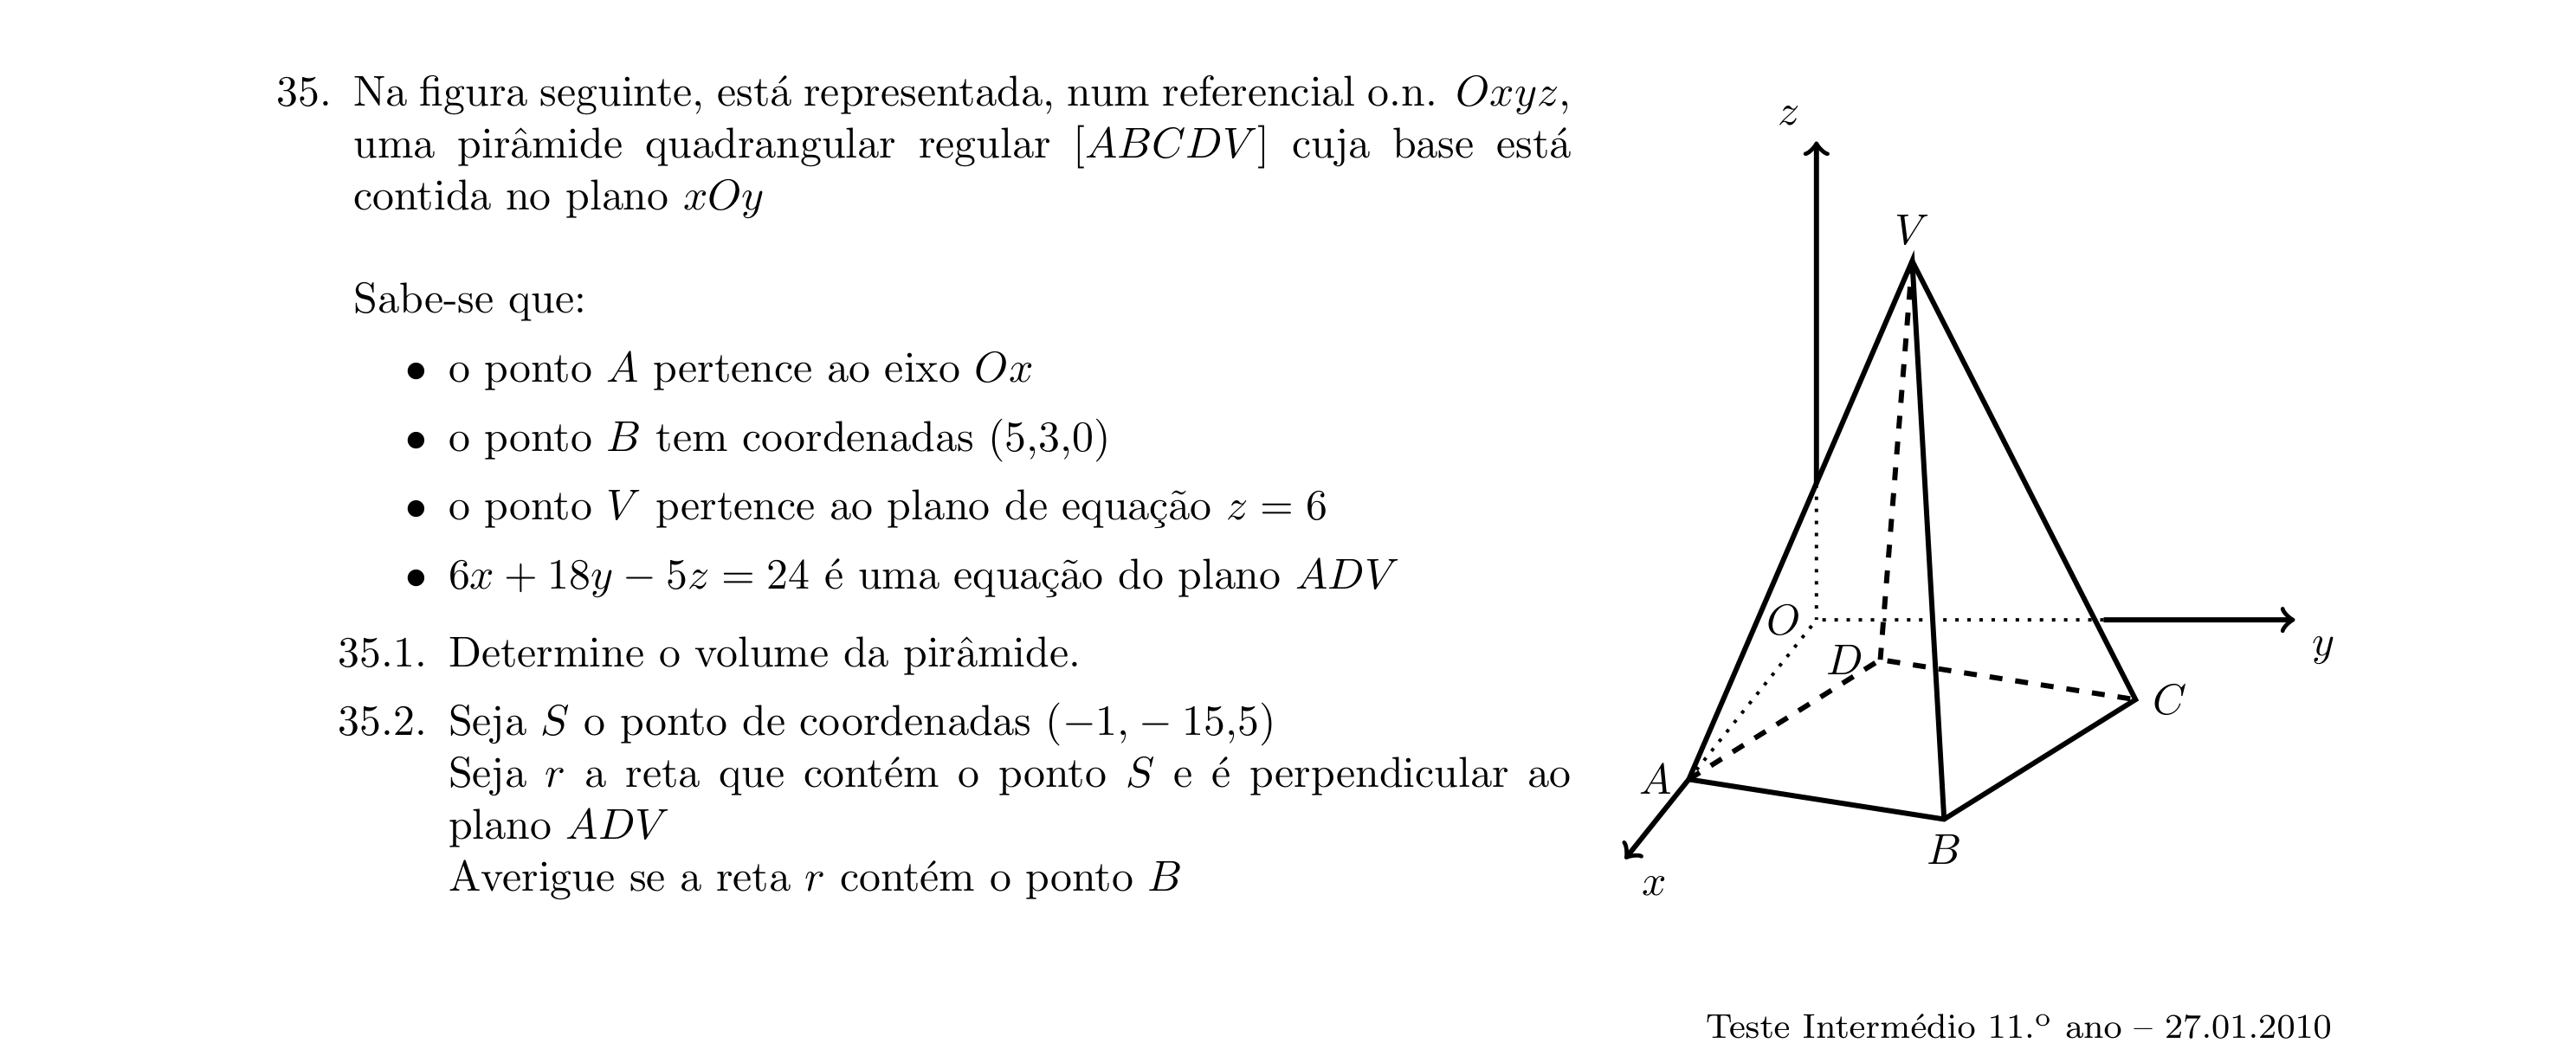 35. Na figura seguinte, está representada, num referencial o.n. Oxyz,
uma pirâmide quadrangular regular [ABCDV] cuja base está
contida no plano xOy
Sabe-se que:
• o ponto A pertence ao eixo Ox
• o ponto B tem coordenadas (5,3,0)
• o ponto V pertence ao plano de equação z = 6
• 6x + 18y − 5z = 24 é uma equação do plano ADV
35.1. Determine o volume da pirâmide.
35.2. Seja S o ponto de coordenadas (−1, − 15,5)
Seja r a reta que contém o ponto S e é perpendicular ao
plano ADV
Averigue se a reta r contém o ponto B
z
V
O
D
y
C
A
B
x
Teste Intermédio 11.º ano – 27.01.2010